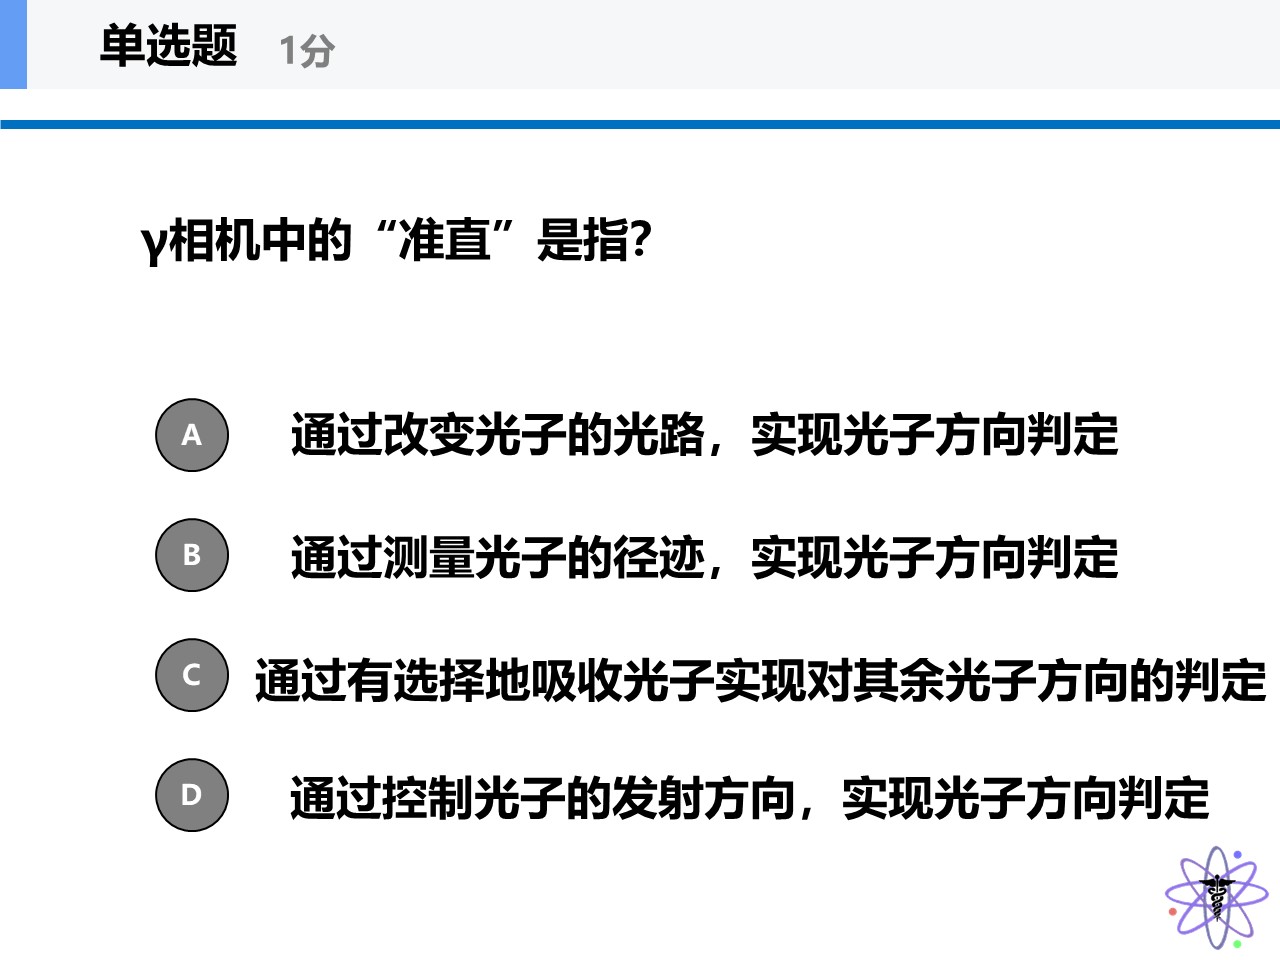 单选题 1分
γ相机中的“准直”是指?
A 通过改变光子的光路，实现光子方向判定
B 通过测量光子的径迹，实现光子方向判定
C 通过有选择地吸收光子实现对其余光子方向的判定
D 通过控制光子的发射方向，实现光子方向判定